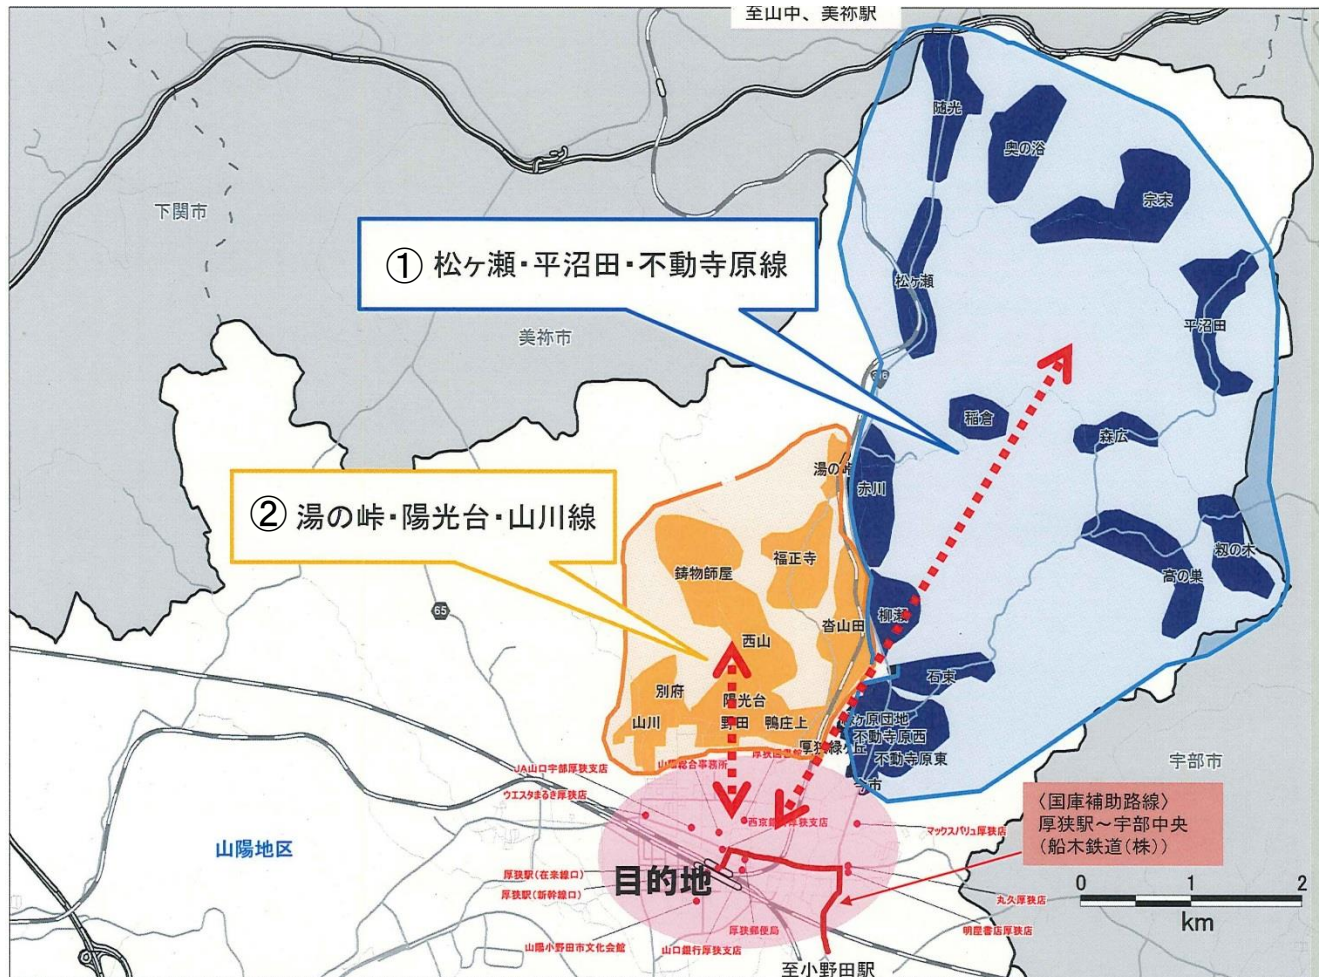 至山中、美祢駅
随光
奥の浴
宗末
下関市
① 松ヶ瀬・平沼田・不動寺原線
松ヶ瀬
平沼田
美祢市
稲倉
森広
湯の峠
赤川
② 湯の峠・陽光台・山川線
福正寺
鋳物師屋
籾の木
高の巣
65
柳瀬
沓山田
西山
石束
別府
陽光台
山川
野田
鴨庄上
不動寺原西
厚狭緑ヶ丘
不動寺原東
宇部市
JA山口宇部厚狭支店
ウエスタまるき厚狭店
〈国庫補助路線〉
厚狭駅～宇部中央
(船木鉄道(株))
マックスバリュ厚狭店
山陽地区
目的地
厚狭駅(在来線口)
厚狭駅(新幹線口)
0 1 2
km
丸久厚狭店
明屋書店厚狭店
厚狭郵便局
山陽小野田市文化会館
山口銀行厚狭支店
至小野田駅